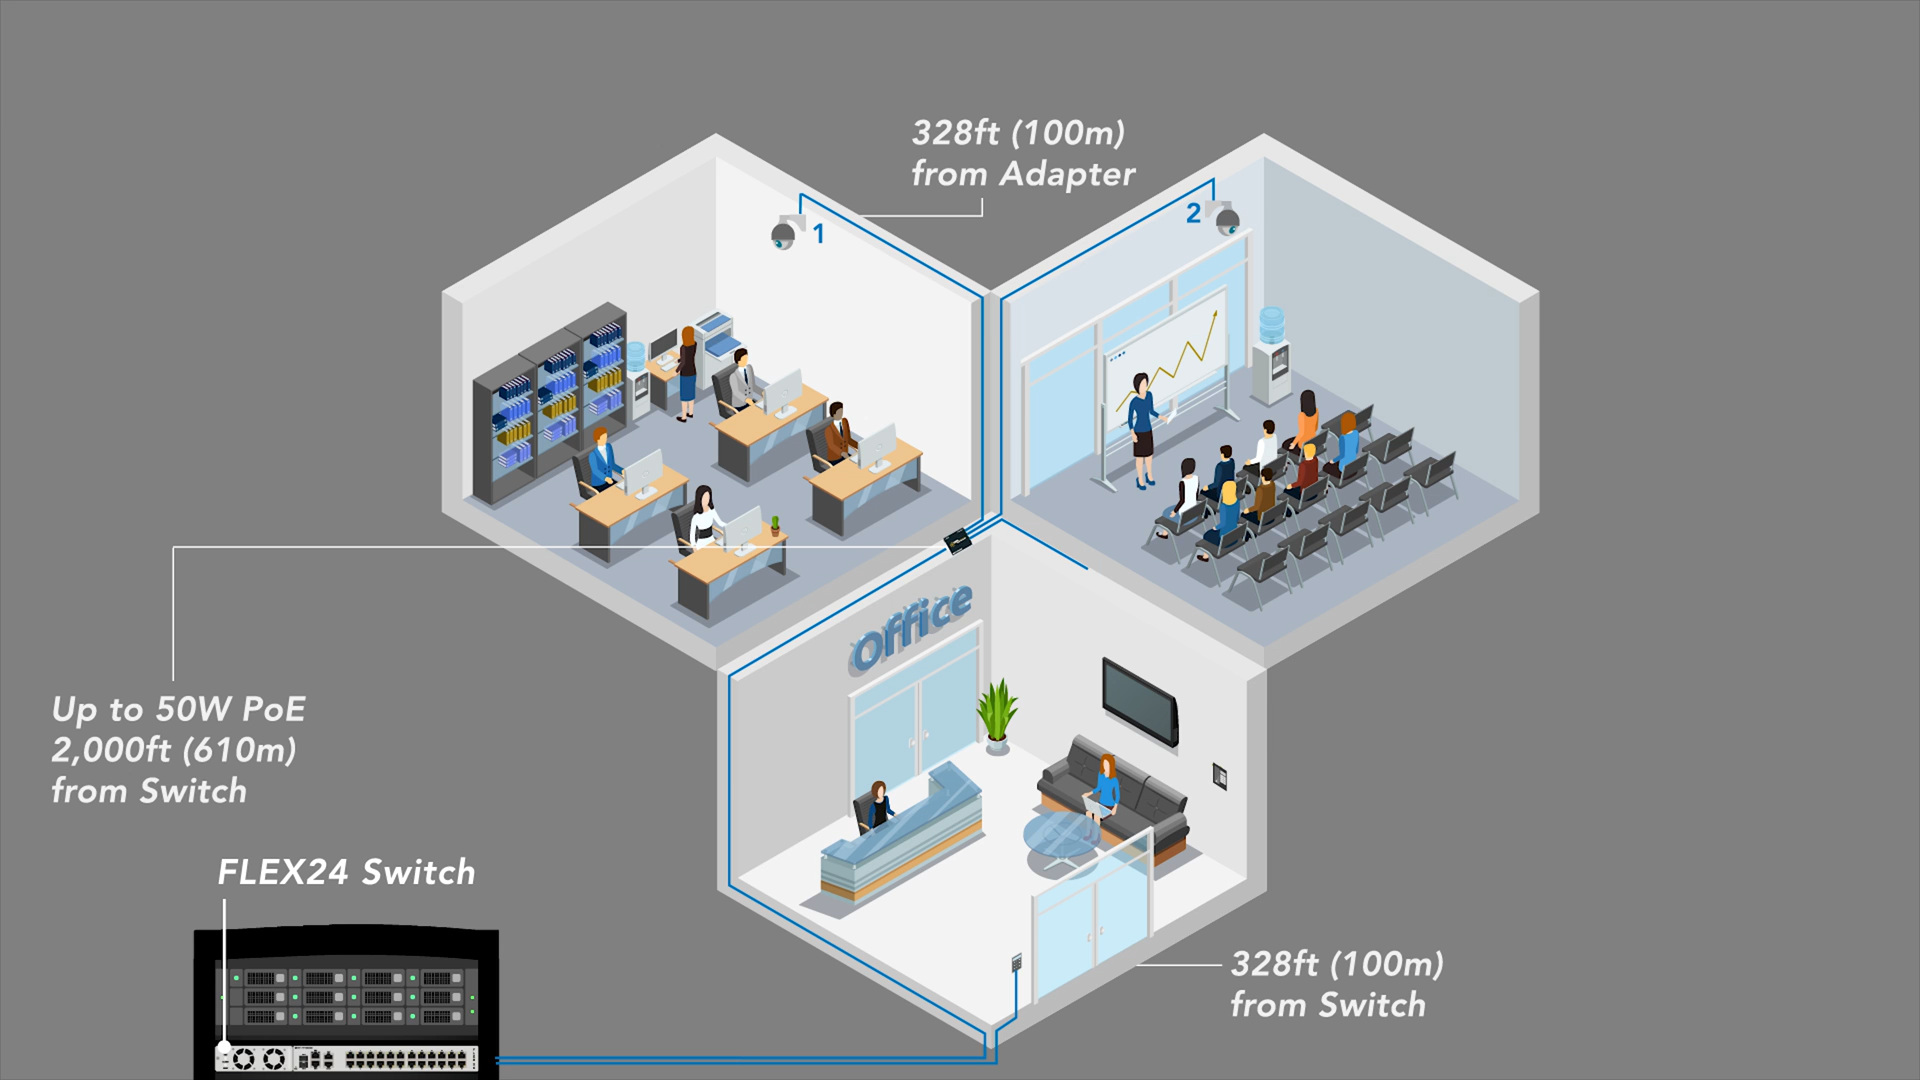 328ft (100m)
from Adapter
1
2
Office
Up to 50W PoE
2,000ft (610m)
from Switch
FLEX24 Switch
328ft (100m)
from Switch